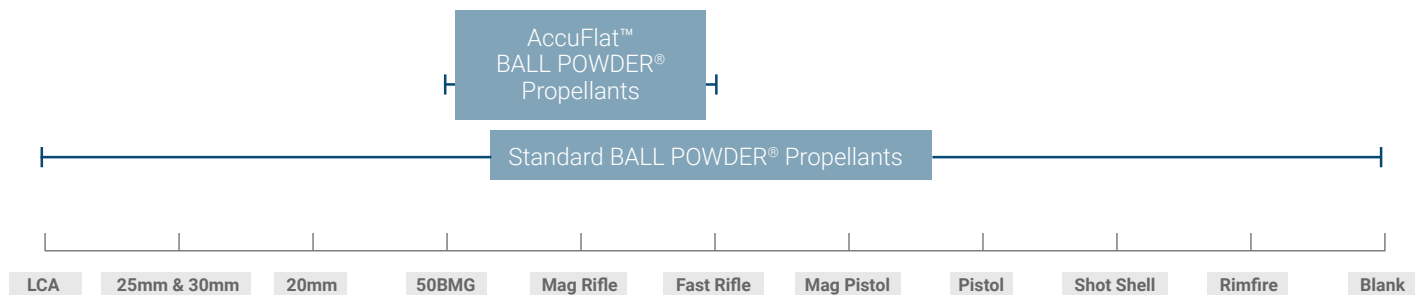 AccuFlat™
BALL POWDER®
Propellants
Standard BALL POWDER® Propellants
LCA 25mm & 30mm 20mm 50BMG Mag Rifle Fast Rifle Mag Pistol Pistol Shot Shell Rimfire Blank